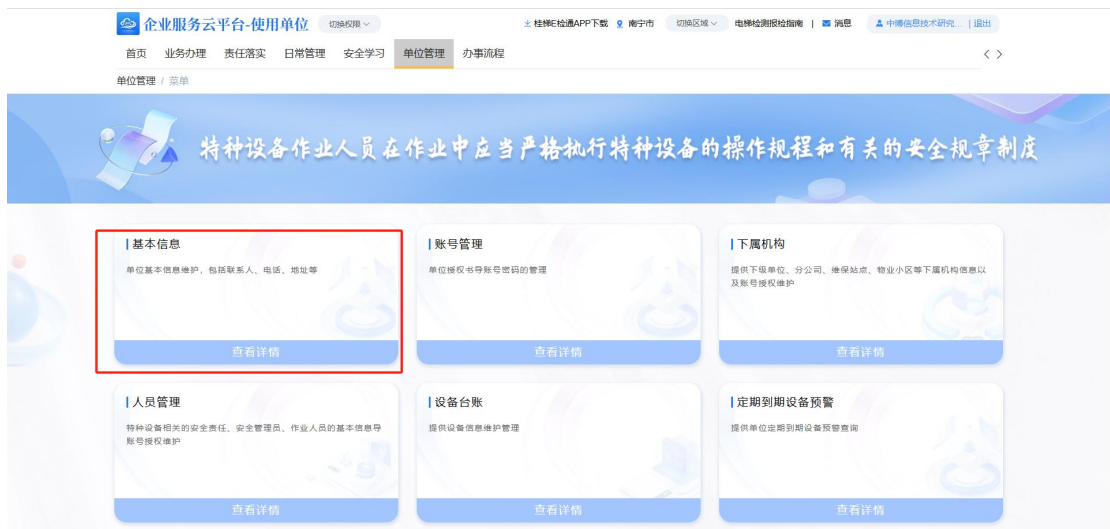 企业服务云平台-使用单位 切换权限 桂梯E检通APP下载 南宁市 切换区域 电梯检测报检指南 | 消息 中博信息技术研究... | 退出
首页 业务办理 责任落实 日常管理 安全学习 单位管理 办事流程
单位管理 / 菜单
特种设备作业人员在作业中应当严格执行特种设备的操作规程和有关的安全规章制度
基本信息
单位基本信息维护，包括联系人、电话、地址等
查看详情
账号管理
单位授权书导账号密码的管理
查看详情
下属机构
提供下级单位、分公司、维保站点、物业小区等下属机构信息以
及账号授权维护
查看详情
人员管理
特种设备相关的安全责任、安全管理员、作业人员的基本信息导
账号授权维护
查看详情
设备台账
提供设备信息维护管理
查看详情
定期到期设备预警
提供单位定期到期设备预警查询
查看详情